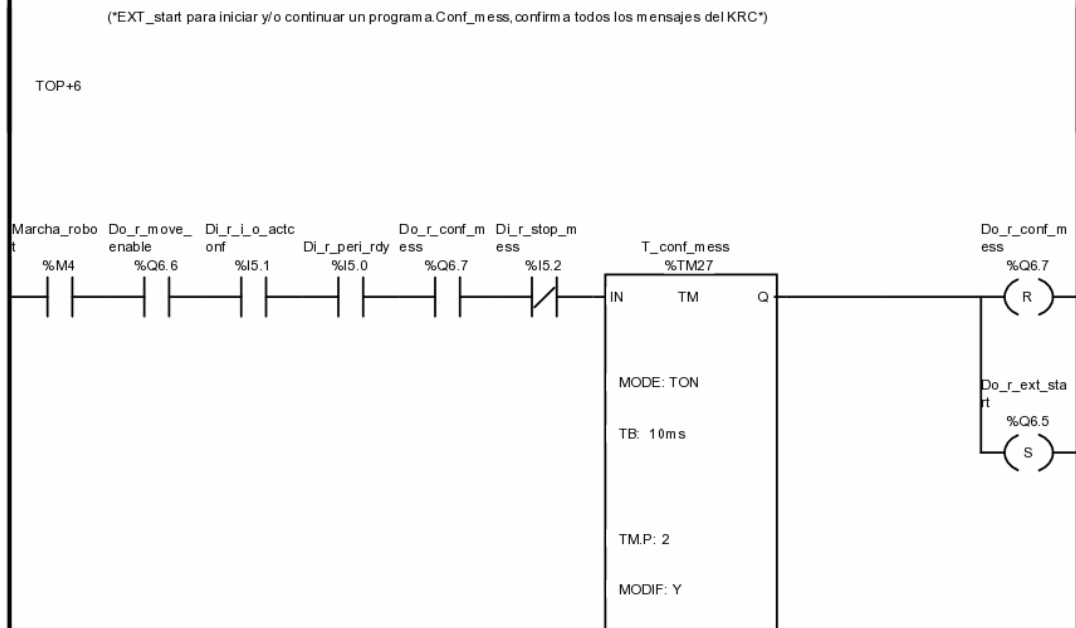 (*EXT_start para iniciar y/o continuar un programa.Conf_mess,confirma todos los mensajes del KRC*)
TOP+6
Marcha_robo
t
%M4
Do_r_move_
enable
%Q6.6
Di_r_i_o_actc
onf
%I5.1
Di_r_peri_rdy
%I5.0
Do_r_conf_m
ess
%Q6.7
Di_r_stop_m
ess
%I5.2
T_conf_mess
%TM27
IN TM Q
MODE: TON
TB: 10ms
TM.P: 2
MODIF: Y
Do_r_conf_m
ess
%Q6.7
R
Do_r_ext_sta
rt
%Q6.5
S